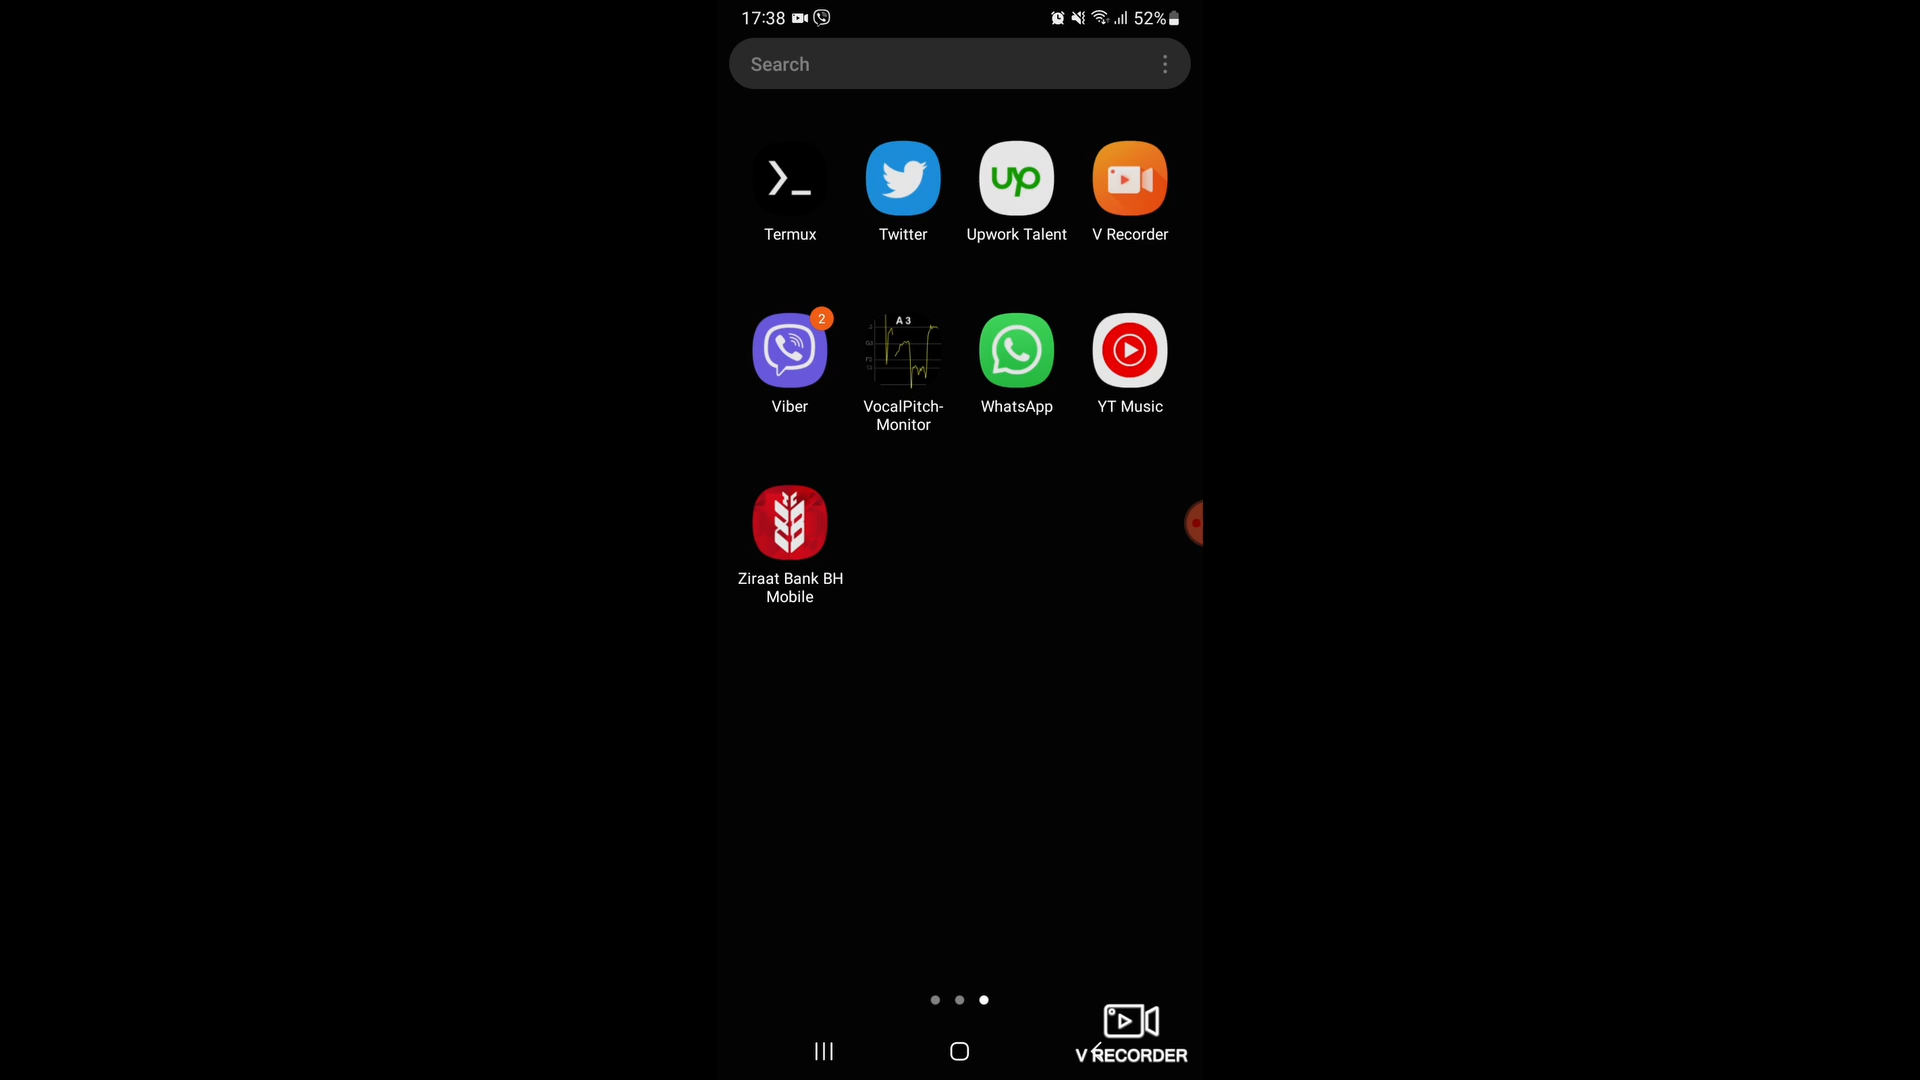 17:38
52%
Search
up
Termux
Twitter
Upwork Talent
V Recorder
2
A3
Viber
VocalPitch-
Monitor
WhatsApp
YT Music
Ziraat Bank BH
Mobile
V RECORDER